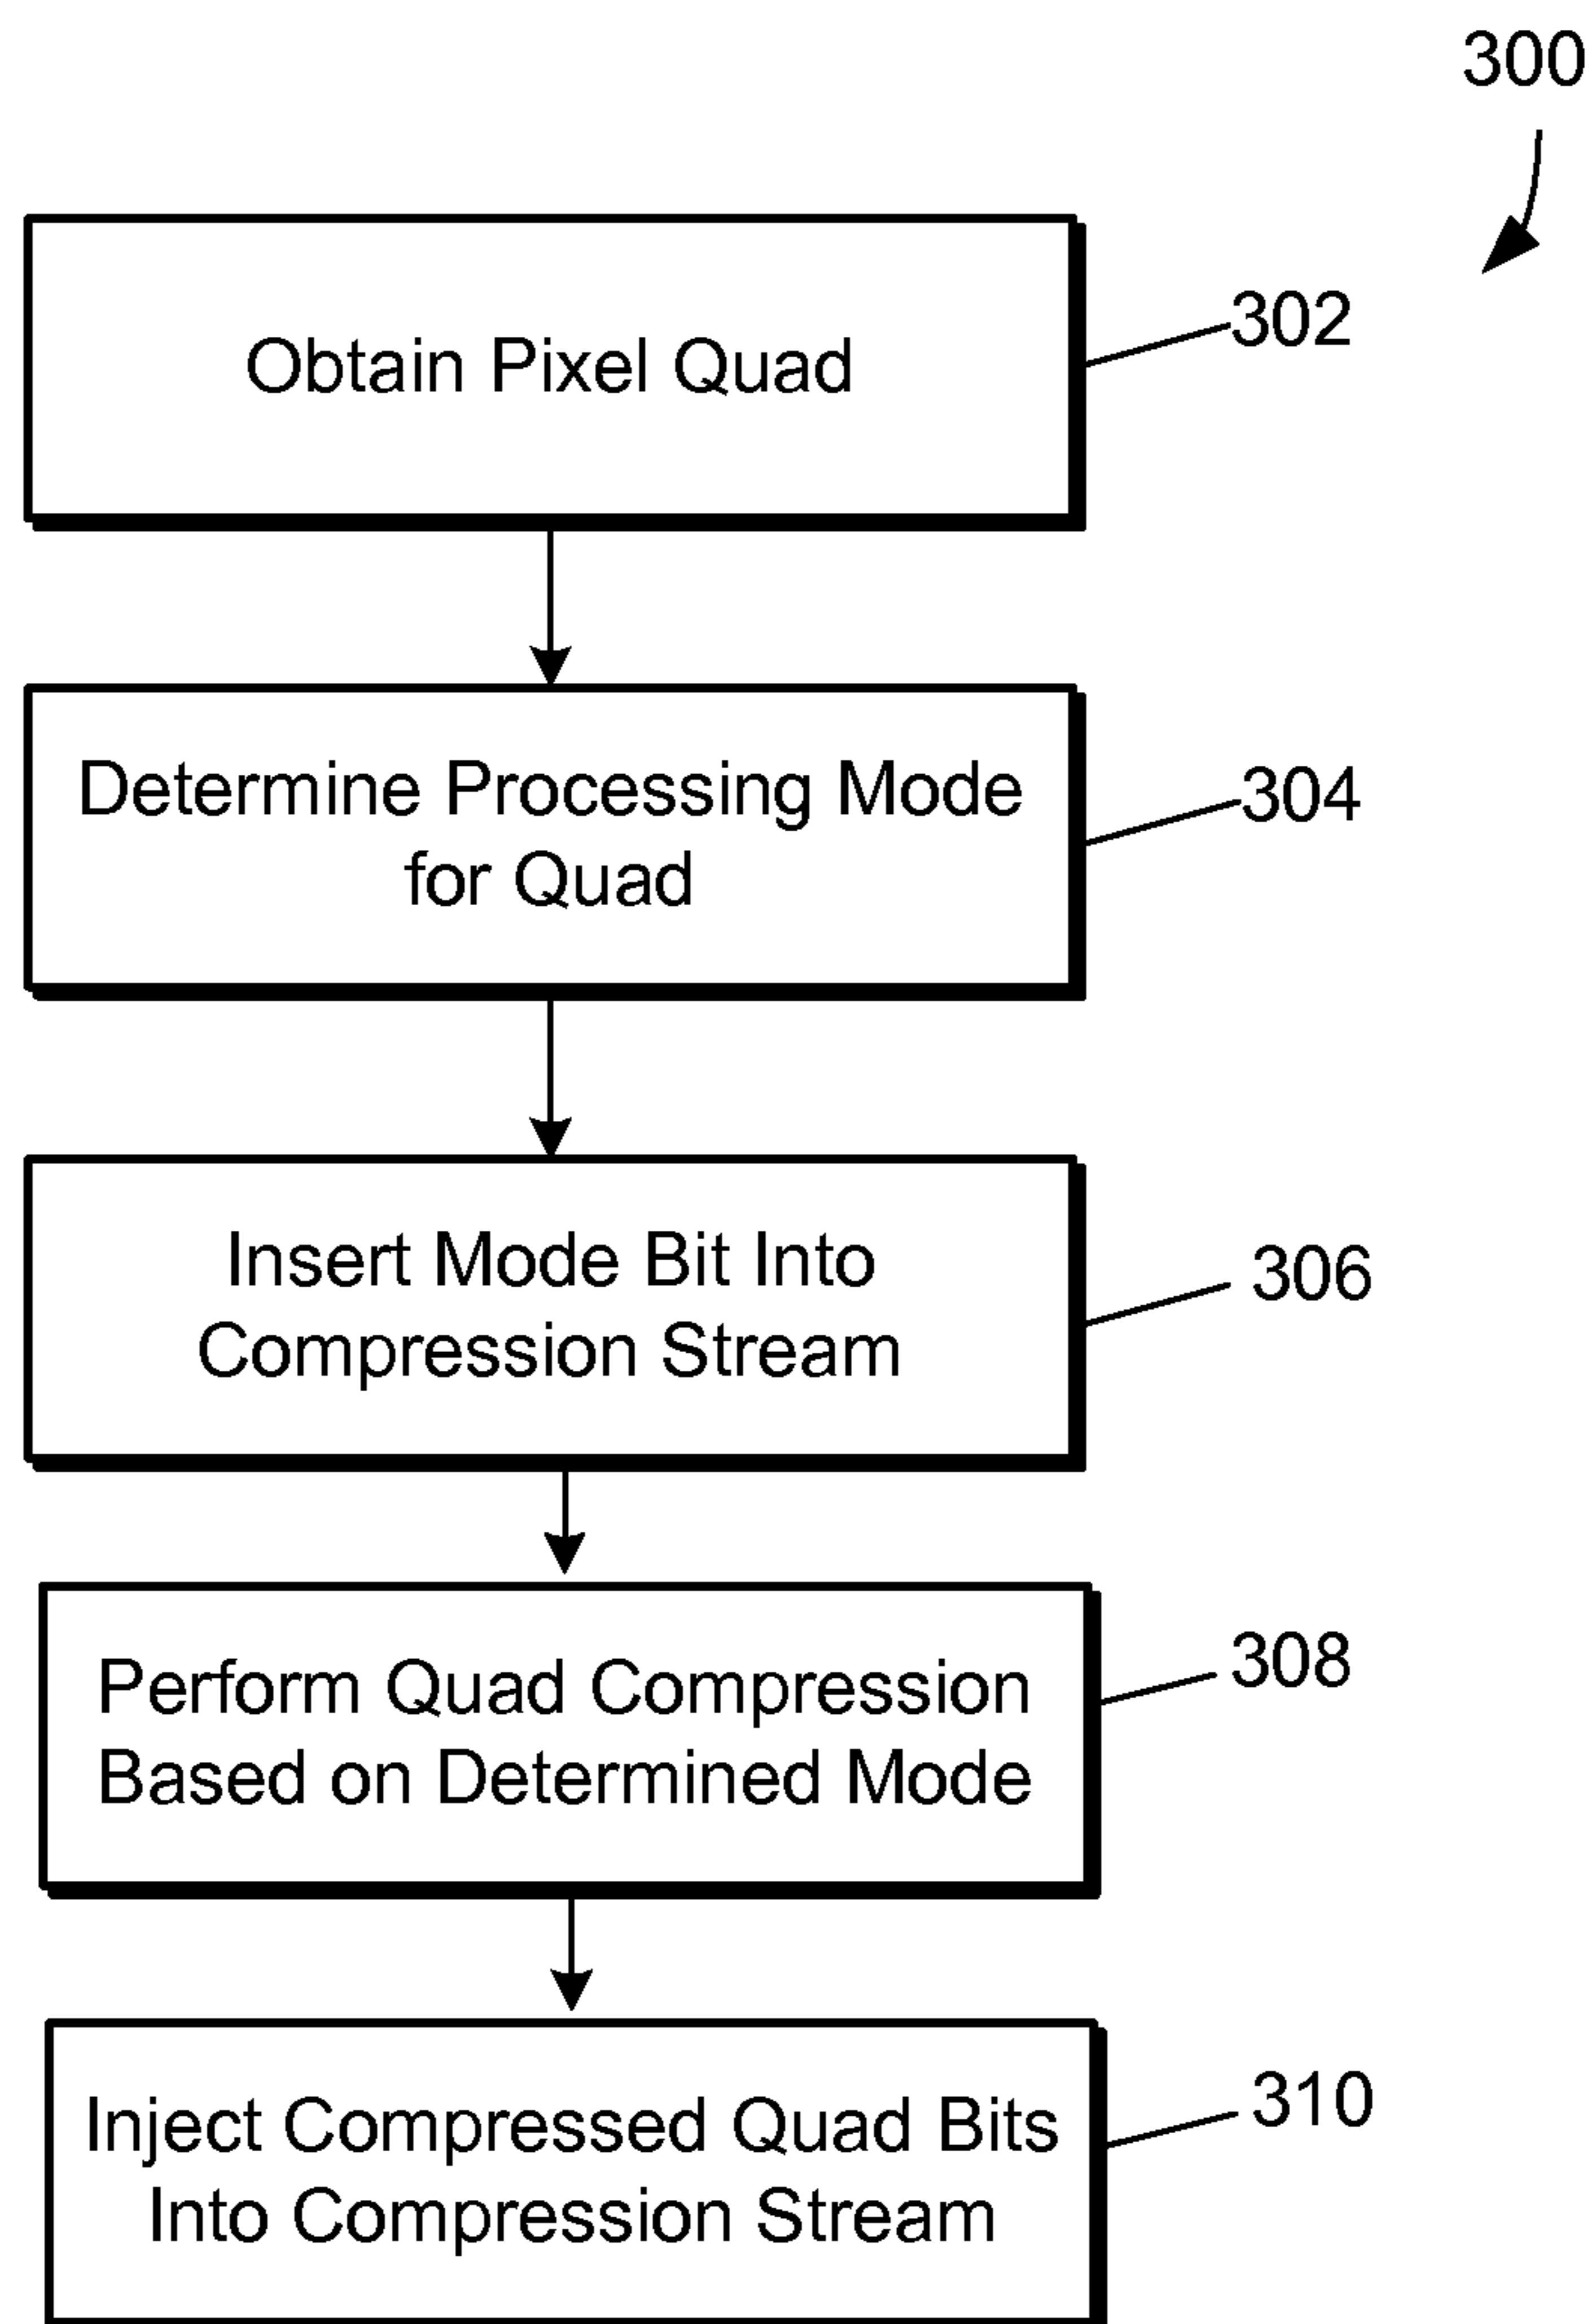 300
Obtain Pixel Quad
302
Determine Processing Mode
for Quad
304
Insert Mode Bit Into
Compression Stream
306
Perform Quad Compression
Based on Determined Mode
308
Inject Compressed Quad Bits
Into Compression Stream
310